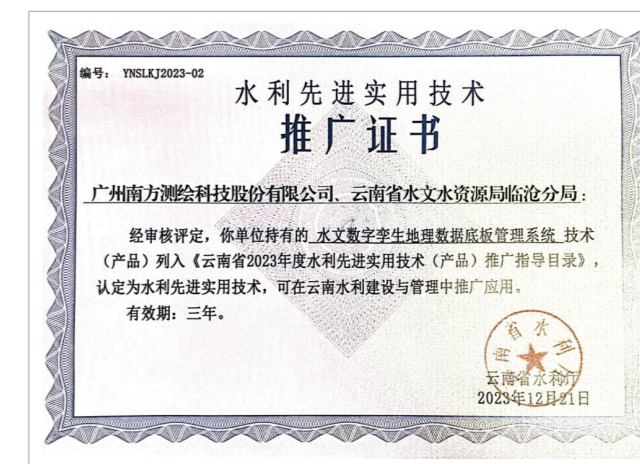 编号： YNSLKJ2023-02
水利先进实用技术
推广证书
广州南方测绘科技股份有限公司、云南省水文水资源局临沧分局：
经审核评定，你单位持有的 水文数字孪生地理数据底板管理系统 技术
（产品）列入《云南省2023年度水利先进实用技术（产品）推广指导目录》，
认定为水利先进实用技术，可在云南水利建设与管理中推广应用。
有效期：三年。
南省水利
云南省水利厅
2023年12月21日